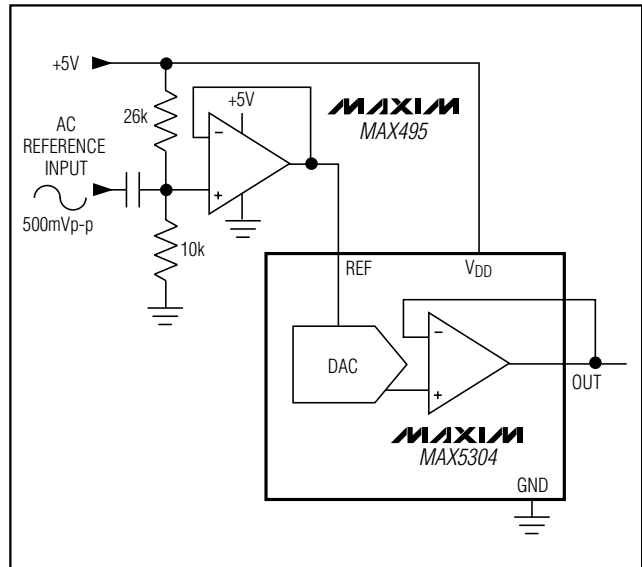 +5V
26k
+5V
MAXIM
MAX495
AC
REFERENCE
INPUT
500mVp-p
−
+
10k
REF
VDD
DAC
−
+
OUT
MAXIM
MAX5304
GND